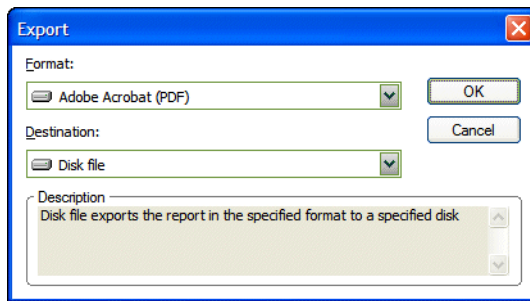 Export
Format:
Adobe Acrobat (PDF)
OK
Destination:
Cancel
Disk file
Description
Disk file exports the report in the specified format to a specified disk